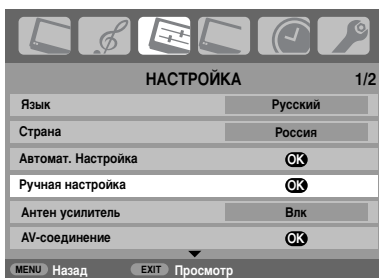 НАСТРОЙКА 1/2
Язык Русский
Страна Россия
Автомат. Настройка OK
Ручная настройка OK
Антен усилитель Влк
AV-соединение OK
MENU Назад EXIT Просмотр